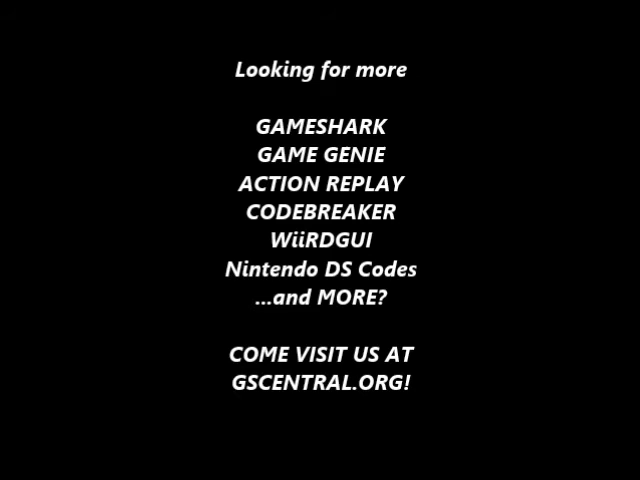 Looking for more
GAMESHARK
GAME GENIE
ACTION REPLAY
CODEBREAKER
WiiRDGUI
Nintendo DS Codes
...and MORE?
COME VISIT US AT
GSCENTRAL.ORG!